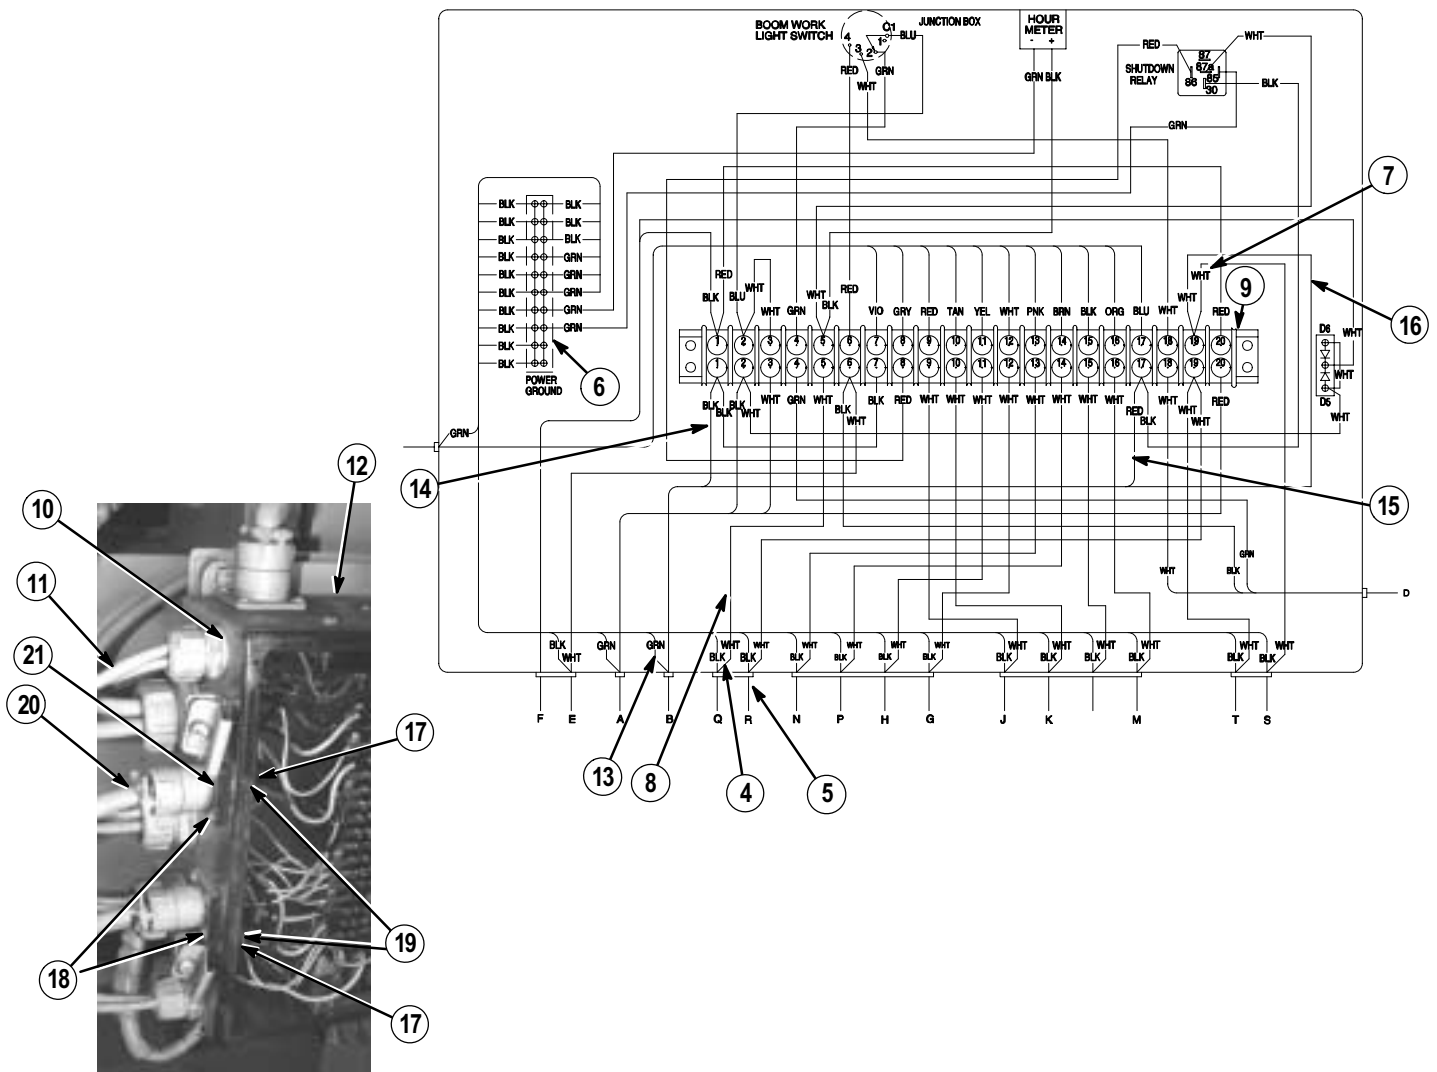 BOOM WORK
LIGHT SWITCH
4
3
2
1
C1
BLU
JUNCTION BOX
HOUR
METER
- +
RED
WHT
GRN
GRN BLK
RED
WHT
SHUTDOWN
RELAY
87
87a
86
85
30
BLK
GRN
7
BLK BLK
BLK BLK
BLK BLK
BLK GRN
BLK GRN
BLK GRN
BLK GRN
BLK GRN
BLK
BLK
POWER
GROUND
6
WHT
9
16
BLK RED BLU WHT WHT GRN WHT BLK RED VIO GRY RED TAN YEL WHT PNK BRN BLK ORG BLU WHT WHT RED
1 2 3 4 5 6 7 8 9 10 11 12 13 14 15 16 17 18 19 20
1 2 3 4 5 6 7 8 9 10 11 12 13 14 15 16 17 18 19 20
BLK BLK BLK WHT WHT GRN WHT BLK WHT BLK RED WHT WHT WHT WHT WHT WHT WHT WHT RED BLK WHT WHT WHT RED
D6
WHT
WHT
D5
WHT
GRN
14
15
12
10
11
21
20
GRN
WHT BLK
D
BLK WHT GRN GRN BLK WHT BLK WHT BLK WHT BLK WHT BLK WHT BLK WHT BLK WHT BLK WHT BLK WHT BLK WHT BLK WHT BLK WHT
F E A B Q R N P H G J K M T S
17
13
8
4
5
18
19
17